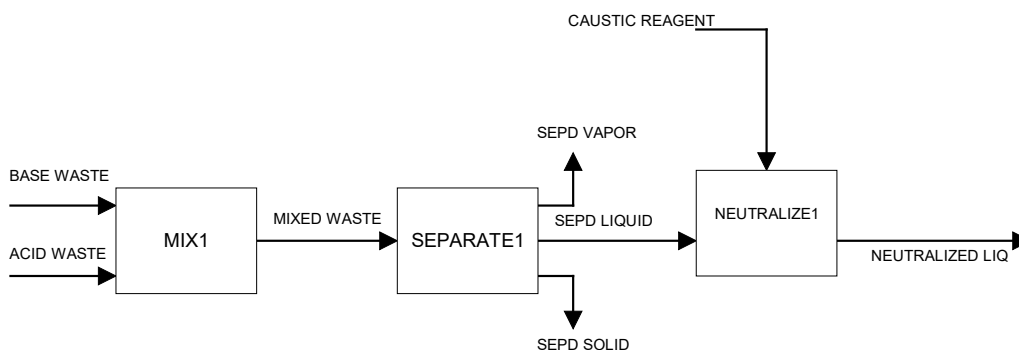 CAUSTIC REAGENT
SEPD VAPOR
BASE WASTE
MIX1
MIXED WASTE
SEPARATE1
SEPD LIQUID
NEUTRALIZE1
ACID WASTE
NEUTRALIZED LIQ
SEPD SOLID